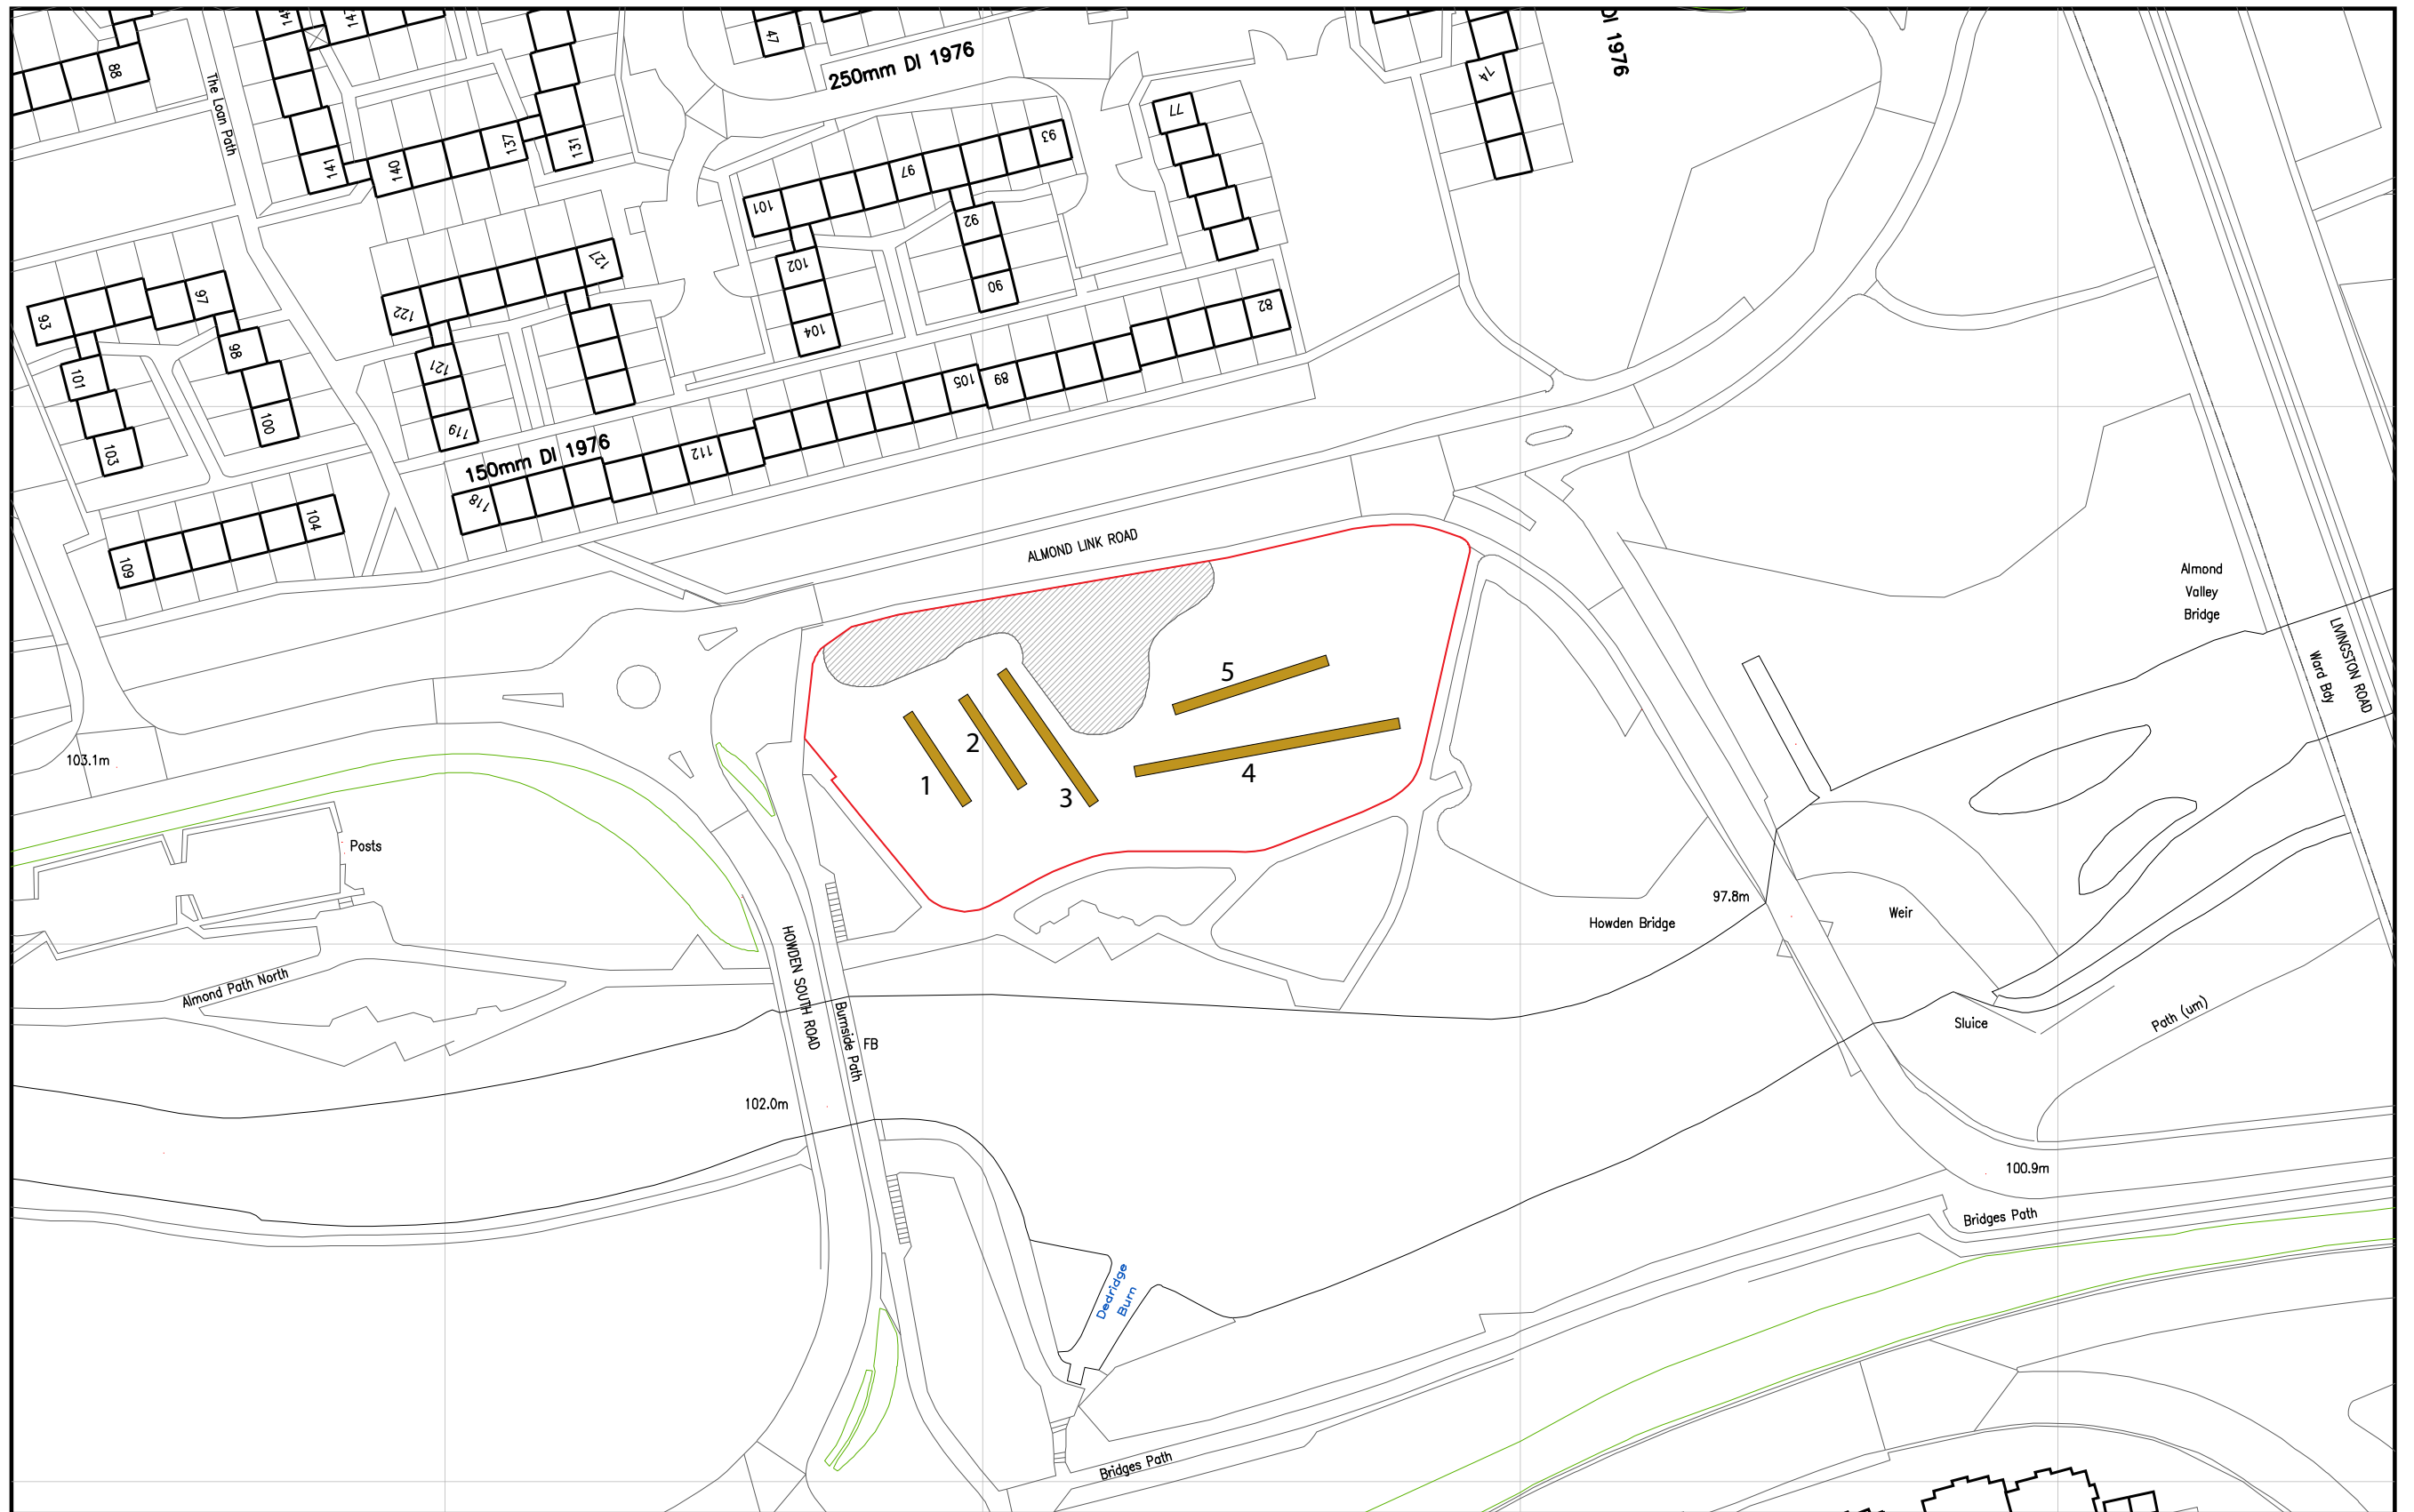 88
The Loan Path
141
140
137
131
47
250mm DI 1976
DI 1976
74
77
93
97
101
92
102
90
104
82
89
105
112
118
150mm DI 1976
127
122
121
119
93
97
98
101
100
103
104
109
ALMOND LINK ROAD
Almond
Valley
Bridge
LIVINGSTON ROAD
Ward Bdy
1
2
3
4
5
103.1m
Posts
Almond Path North
HOWDEN SOUTH ROAD
Burnside Path
FB
102.0m
97.8m
Howden Bridge
Weir
Sluice
Path (um)
100.9m
Bridges Path
Dedridge
Burn
Bridges Path